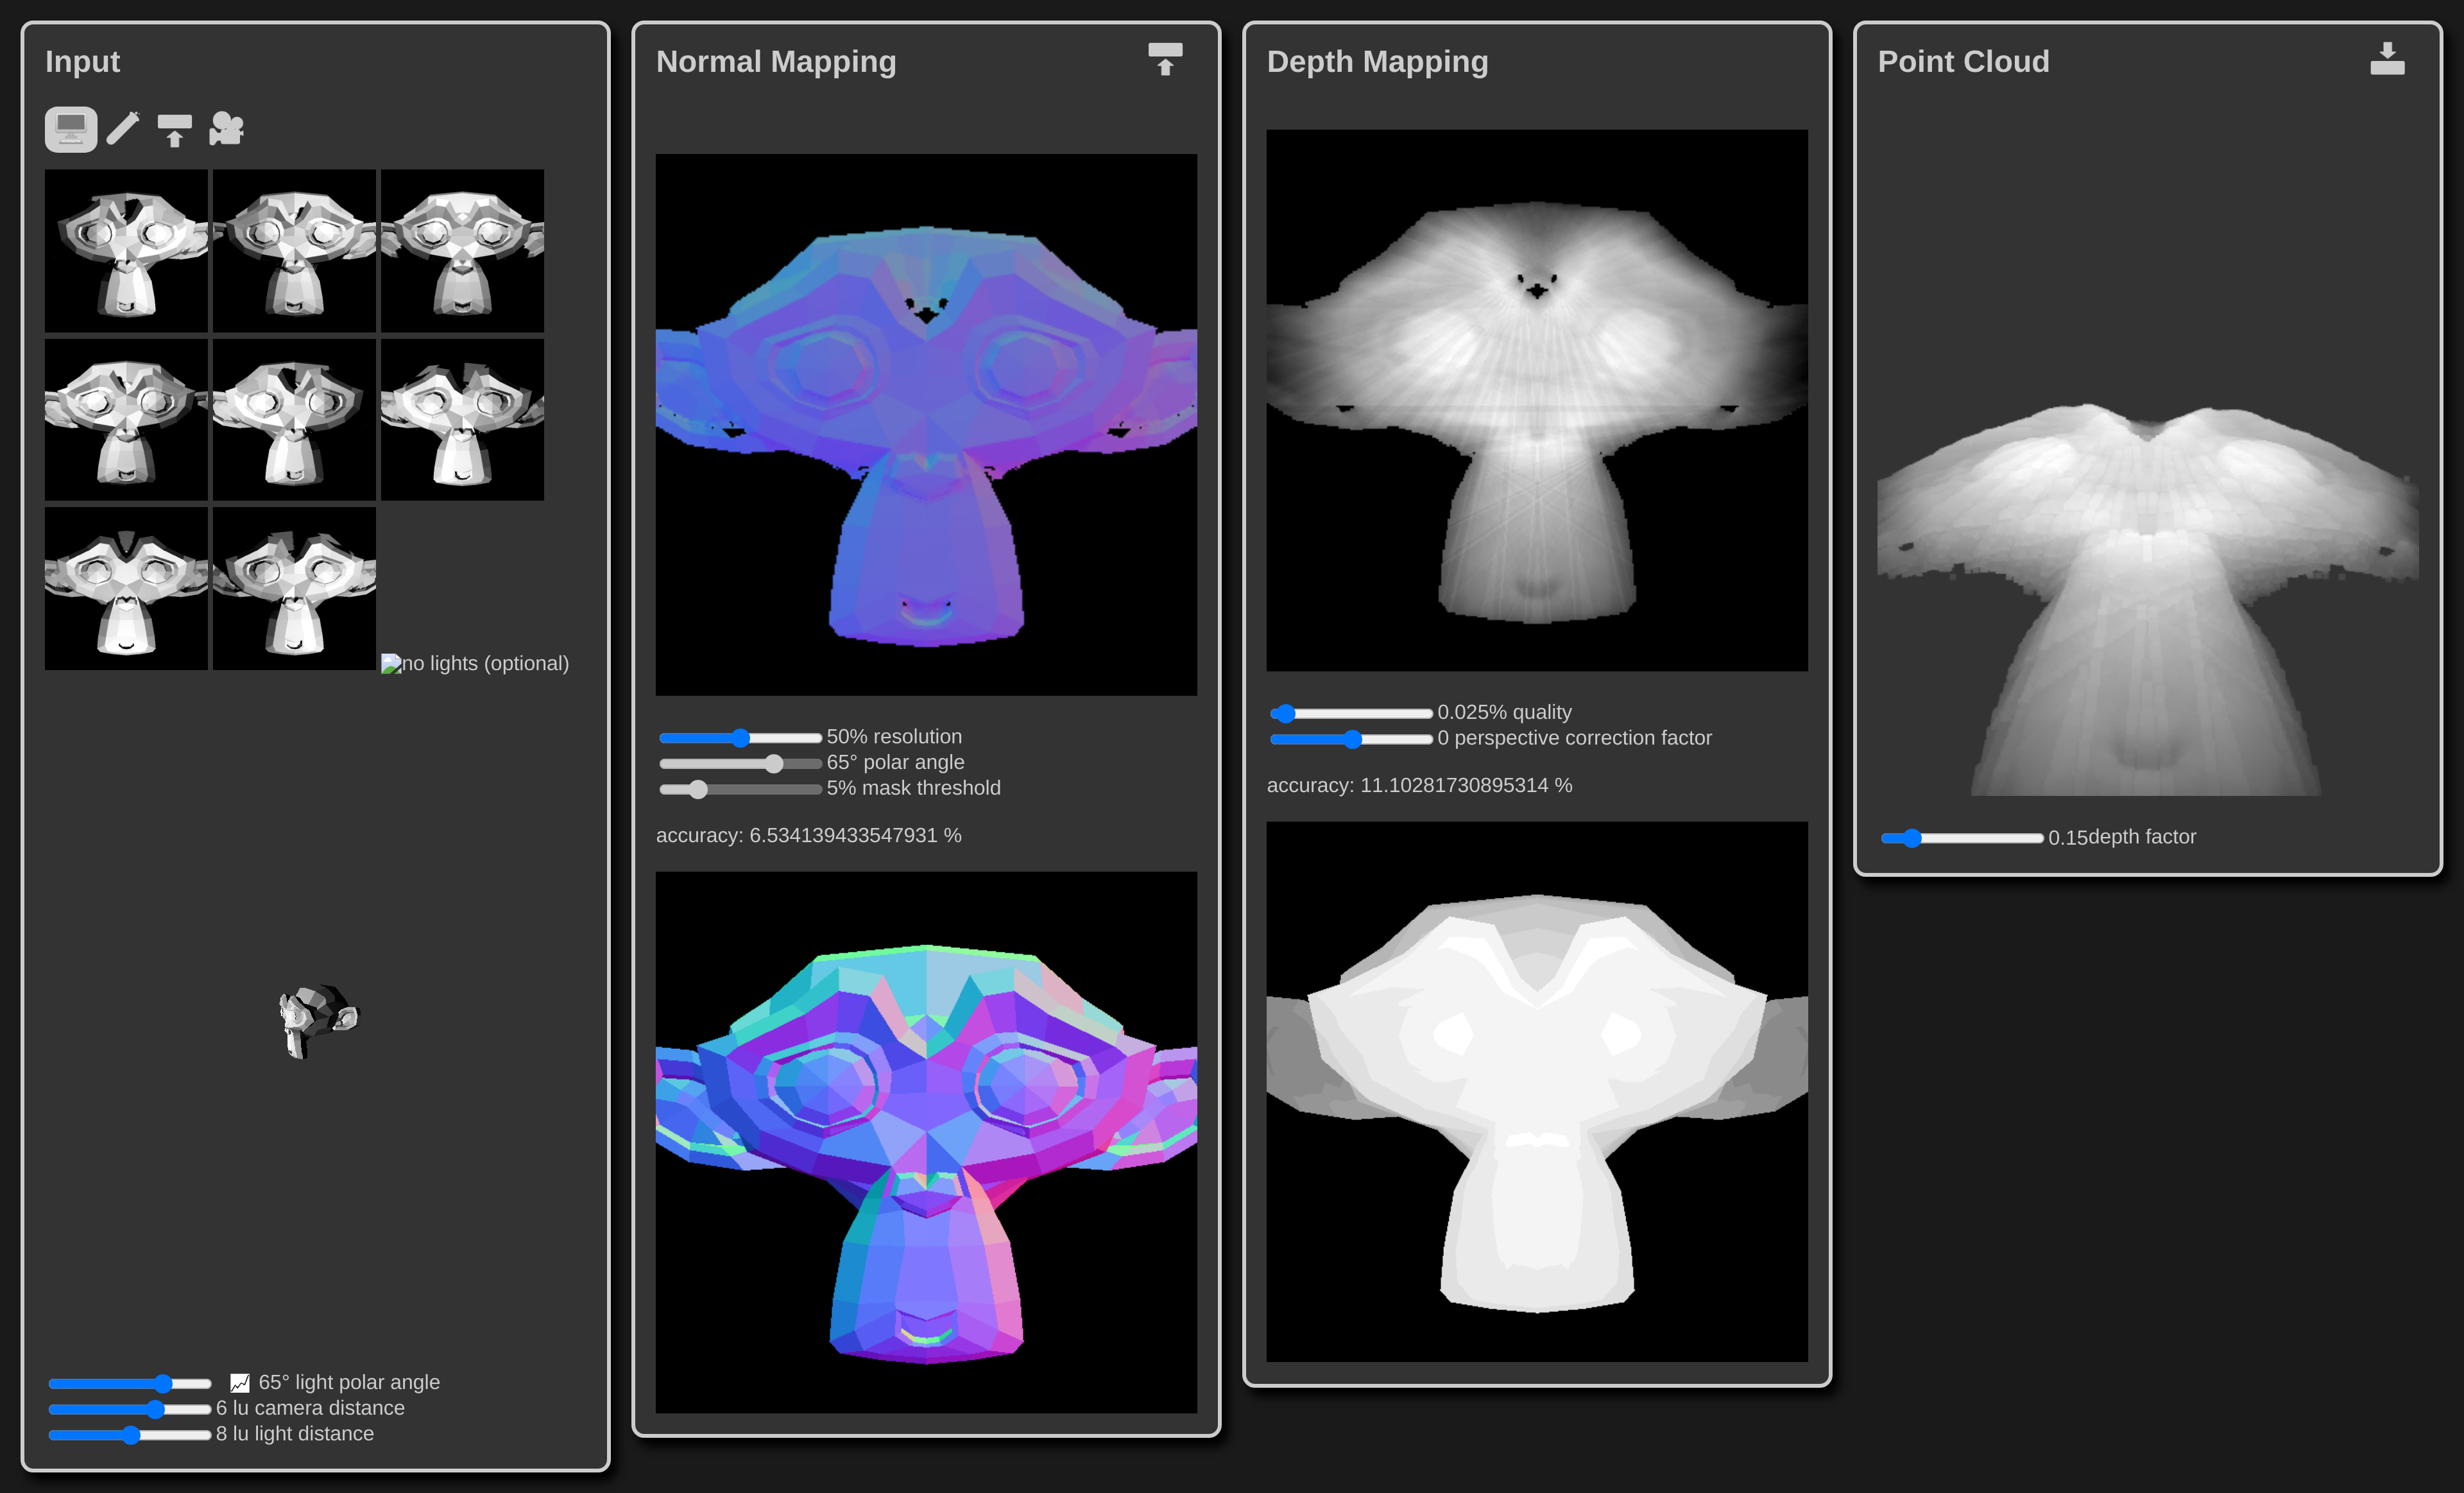 Input
no lights (optional)
65° light polar angle
6 lu camera distance
8 lu light distance
Normal Mapping
50% resolution
65° polar angle
5% mask threshold
accuracy: 6.534139433547931 %
Depth Mapping
0.025% quality
0 perspective correction factor
accuracy: 11.10281730895314 %
Point Cloud
0.15depth factor